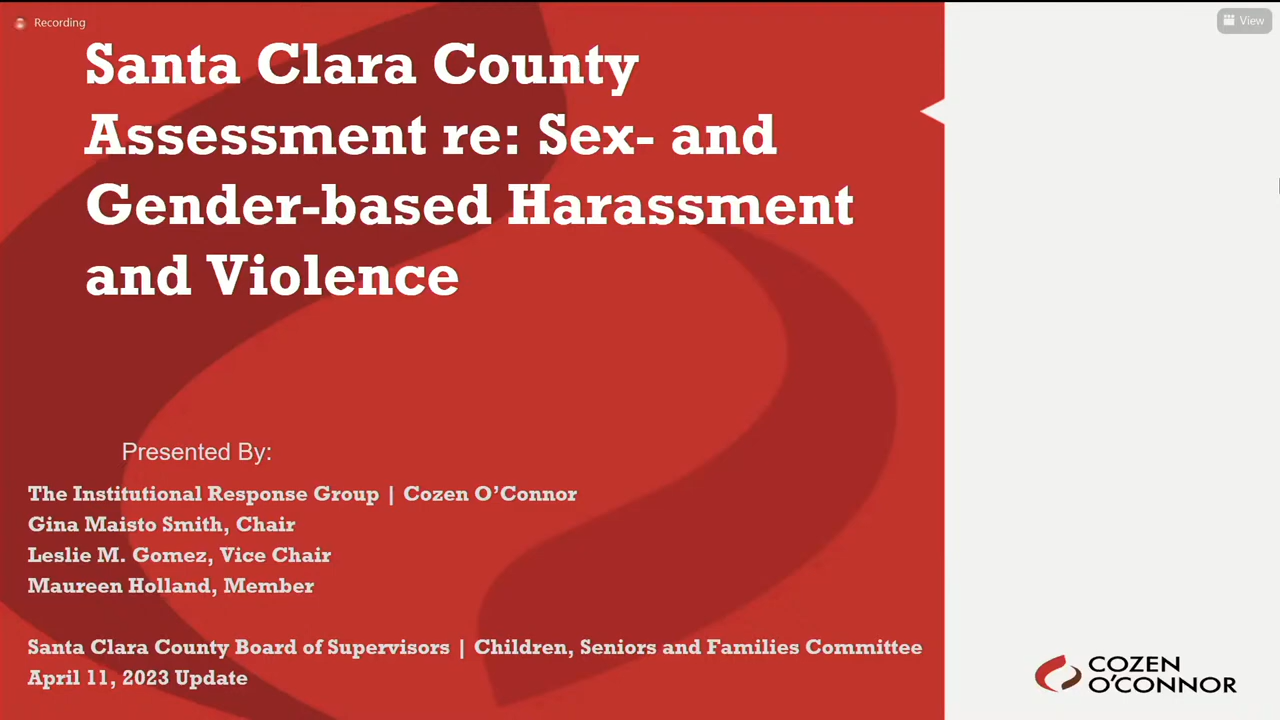 Recording
View
Santa Clara County
Assessment re: Sex- and
Gender-based Harassment
and Violence
Presented By:
The Institutional Response Group | Cozen O’Connor
Gina Maisto Smith, Chair
Leslie M. Gomez, Vice Chair
Maureen Holland, Member
Santa Clara County Board of Supervisors | Children, Seniors and Families Committee
April 11, 2023 Update
COZEN
O’CONNOR